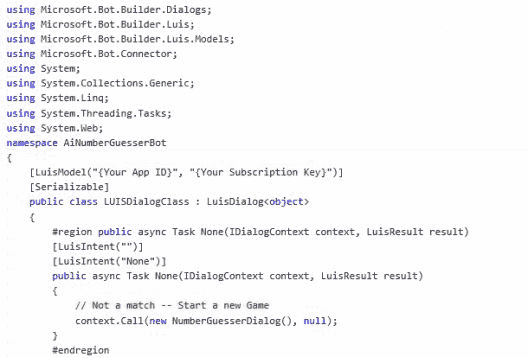 using Microsoft.Bot.Builder.Dialogs;
using Microsoft.Bot.Builder.Luis;
using Microsoft.Bot.Builder.Luis.Models;
using Microsoft.Bot.Connector;
using System;
using System.Collections.Generic;
using System.Linq;
using System.Threading.Tasks;
using System.Web;
namespace AiNumberGuesserBot
{
    [LuisModel("{Your App ID}", "{Your Subscription Key}")]
    [Serializable]
    public class LUISDialogClass : LuisDialog<object>
    {
        #region public async Task None(IDialogContext context, LuisResult result)
        [LuisIntent("")]
        [LuisIntent("None")]
        public async Task None(IDialogContext context, LuisResult result)
        {
            // Not a match -- Start a new Game
            context.Call(new NumberGuesserDialog(), null);
        }
        #endregion